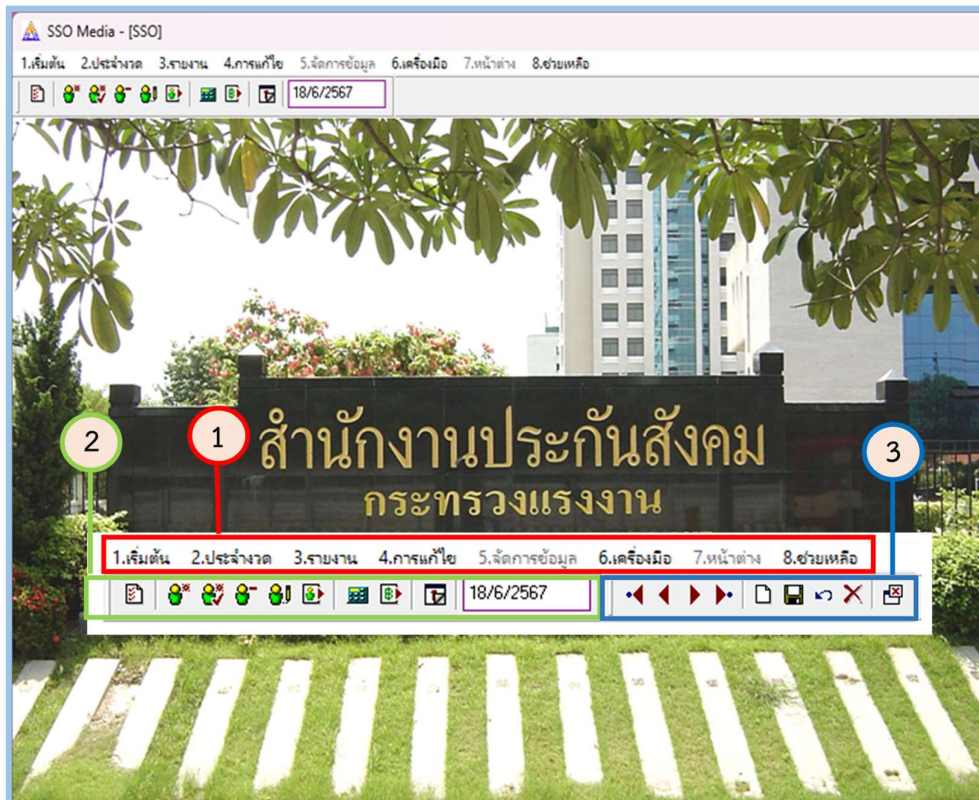 SSO Media - [SSO]
1.เริ่มต้น 2.ประจำงวด 3.รายงาน 4.การแก้ไข 5.จัดการข้อมูล 6.เครื่องมือ 7.หน้าต่าง 8.ช่วยเหลือ
18/6/2567
2 1 3
สำนักงานประกันสังคม
กระทรวงแรงงาน
1.เริ่มต้น 2.ประจำงวด 3.รายงาน 4.การแก้ไข 5.จัดการข้อมูล 6.เครื่องมือ 7.หน้าต่าง 8.ช่วยเหลือ
18/6/2567